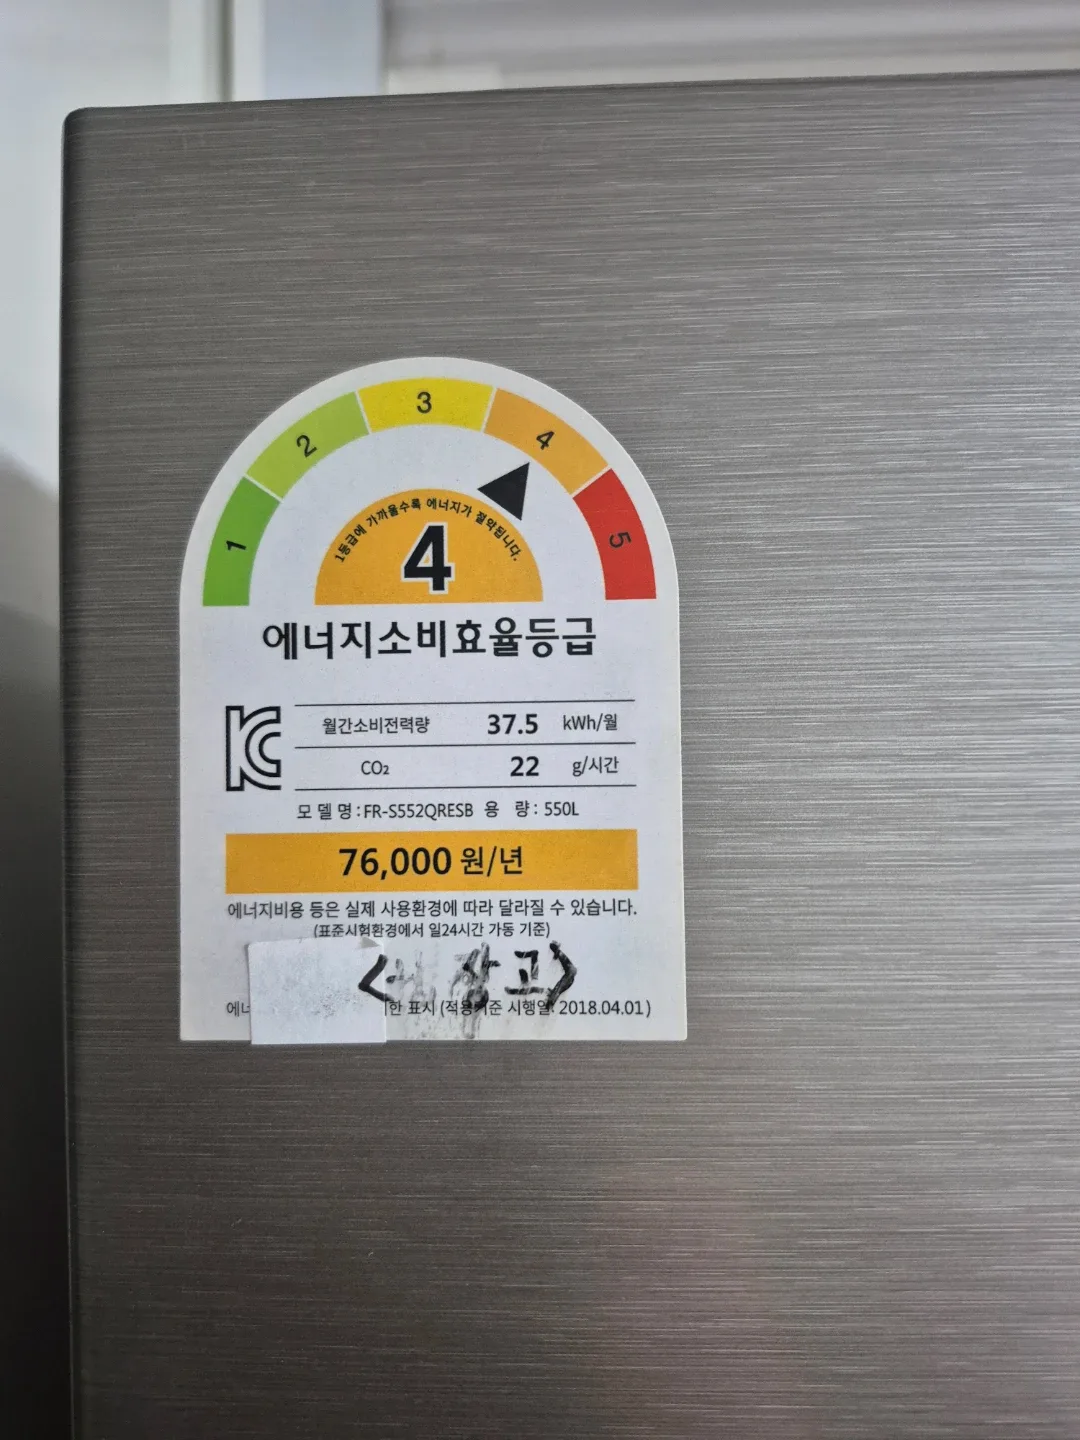 1 2 3 4 5
1등급에 가까울수록 에너지가 절약됩니다.
4
에너지소비효율등급
월간소비전력량 37.5 kWh/월
CO₂ 22 g/시간
모 델 명 : FR-S552QRESB 용 량 : 550L
76,000 원/년
에너지비용 등은 실제 사용환경에 따라 달라질 수 있습니다.
(표준시험환경에서 일24시간 가동 기준)
장고>
표시 (적용기준 시행일: 2018.04.01)